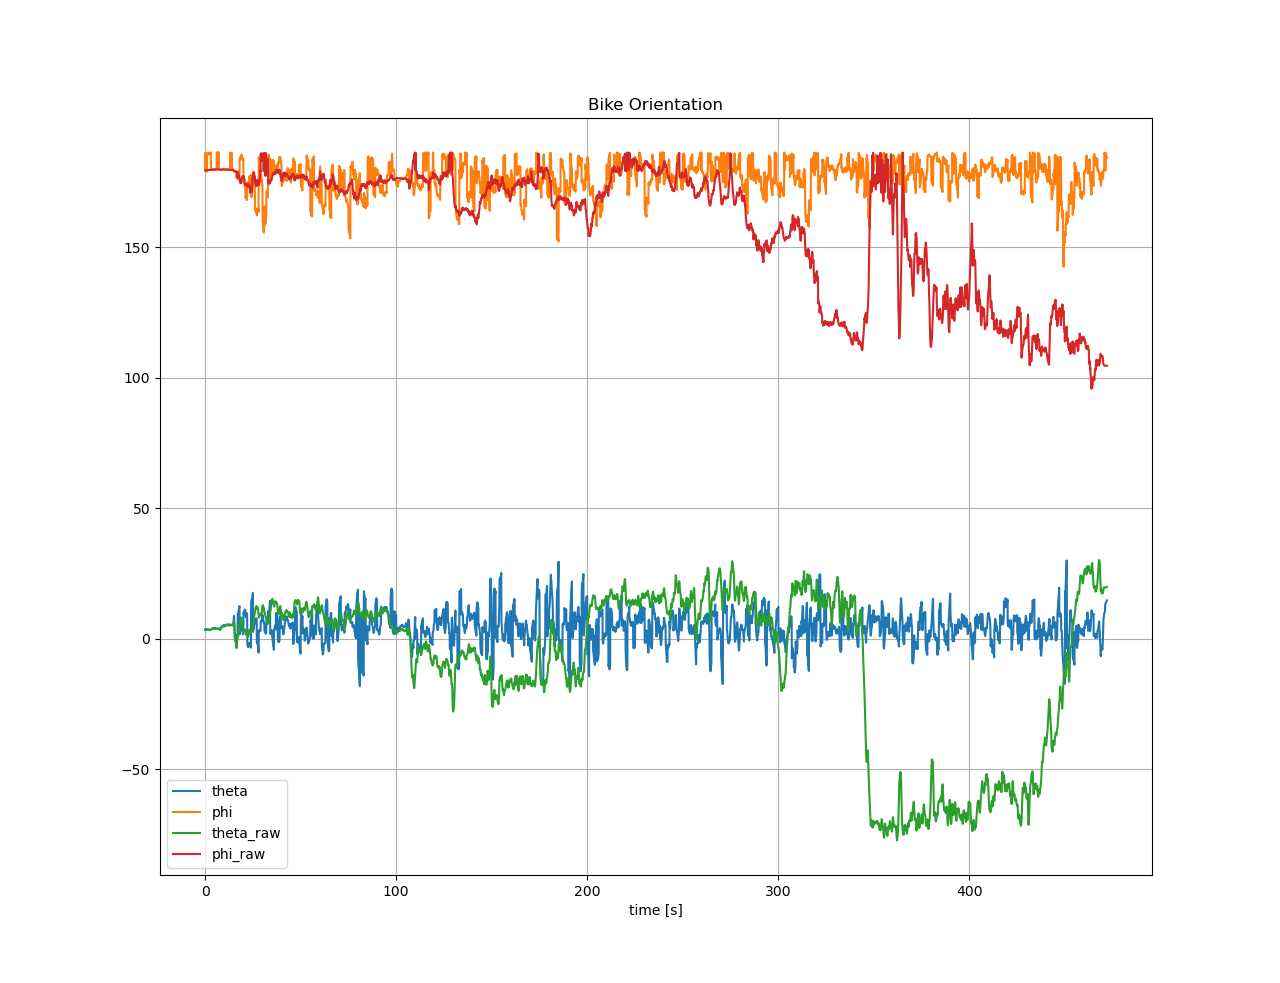 Bike Orientation
150
100
50
0
−50
theta
phi
theta_raw
phi_raw
0 100 200 300 400
time [s]